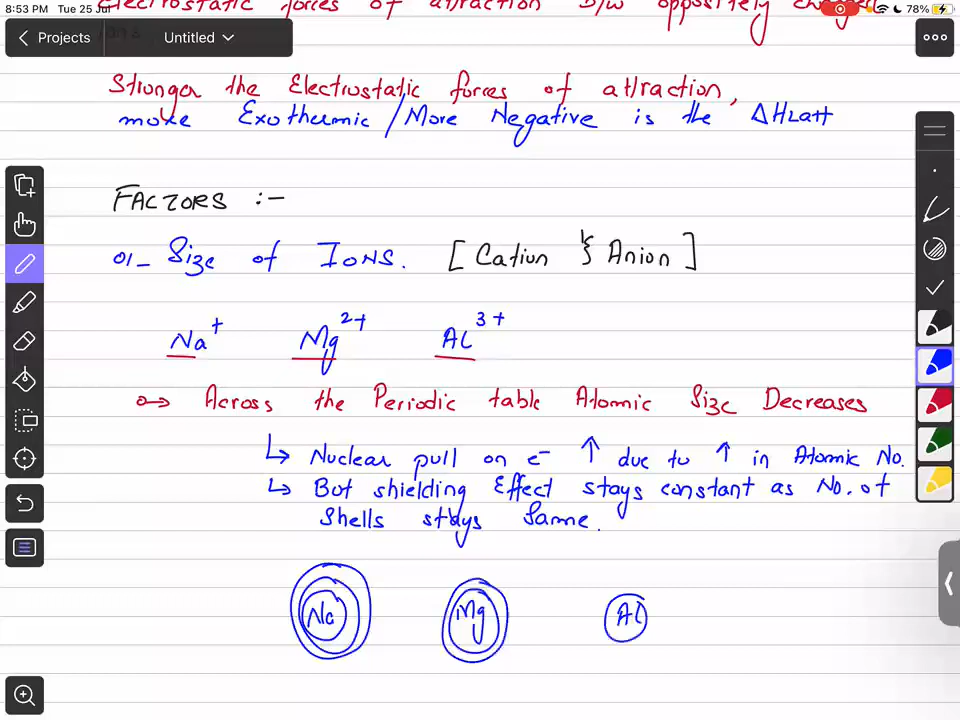 8:53 PM Tue 25 Jul
78%
Electrostatic forces of attraction b/w oppositely charged
Projects
Untitled
Stronger the Electrostatic forces of attraction,
more Exothermic / More Negative is the ΔHLatt
FACTORS :-
01_ Size of IONS. [ Cation & Anion ]
Na+ Mg2+ Al3+
Across the Periodic table Atomic Size Decreases
↳ Nuclear pull on e- ↑ due to ↑ in Atomic No.
↳ But shielding Effect stays constant as No. of
Shells stays Same.
Na Mg Al